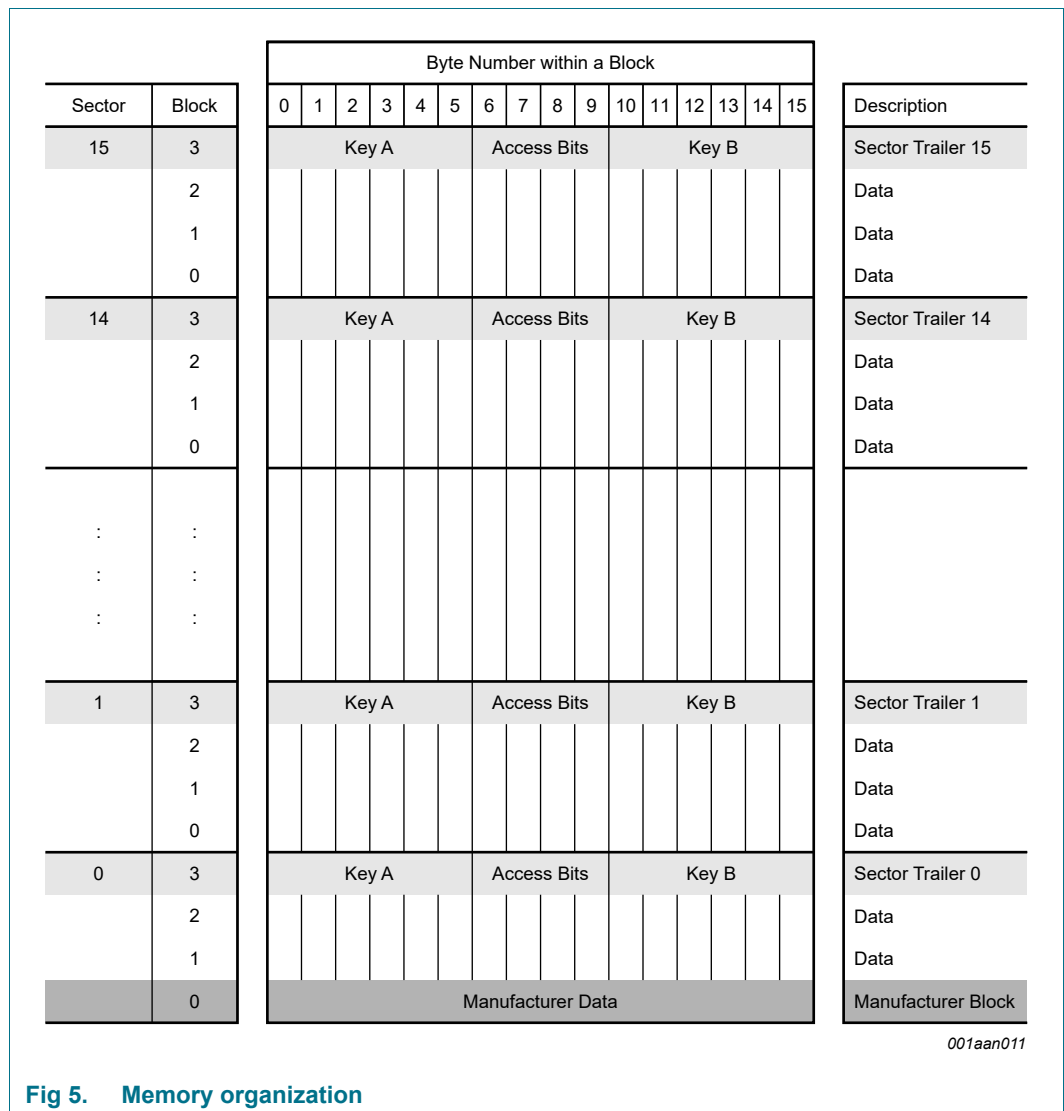 Byte Number within a Block
Sector Block 0 1 2 3 4 5 6 7 8 9 10 11 12 13 14 15 Description
15 3 Key A Access Bits Key B Sector Trailer 15
2 Data
1 Data
0 Data
14 3 Key A Access Bits Key B Sector Trailer 14
2 Data
1 Data
0 Data
: :
: :
: :
1 3 Key A Access Bits Key B Sector Trailer 1
2 Data
1 Data
0 Data
0 3 Key A Access Bits Key B Sector Trailer 0
2 Data
1 Data
0 Manufacturer Data Manufacturer Block
001aan011
Fig 5. Memory organization